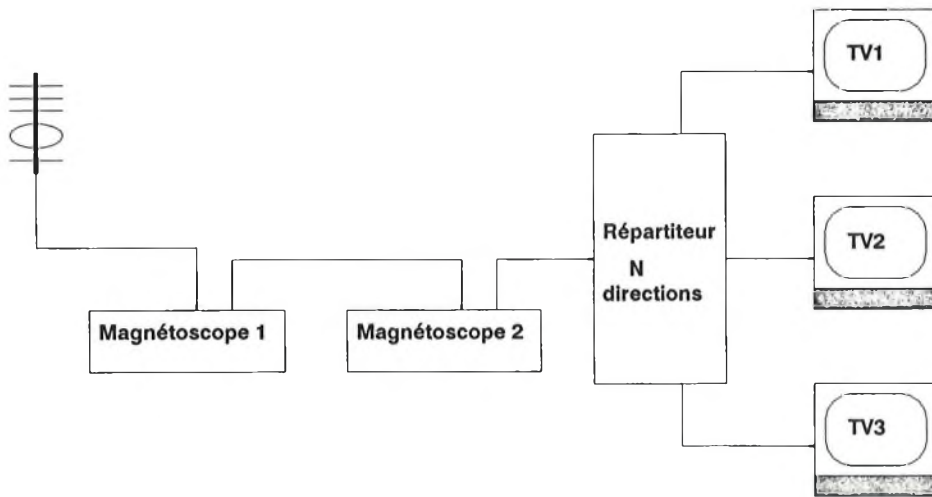 TV1
Répartiteur
N
directions
TV2
Magnétoscope 1
Magnétoscope 2
TV3